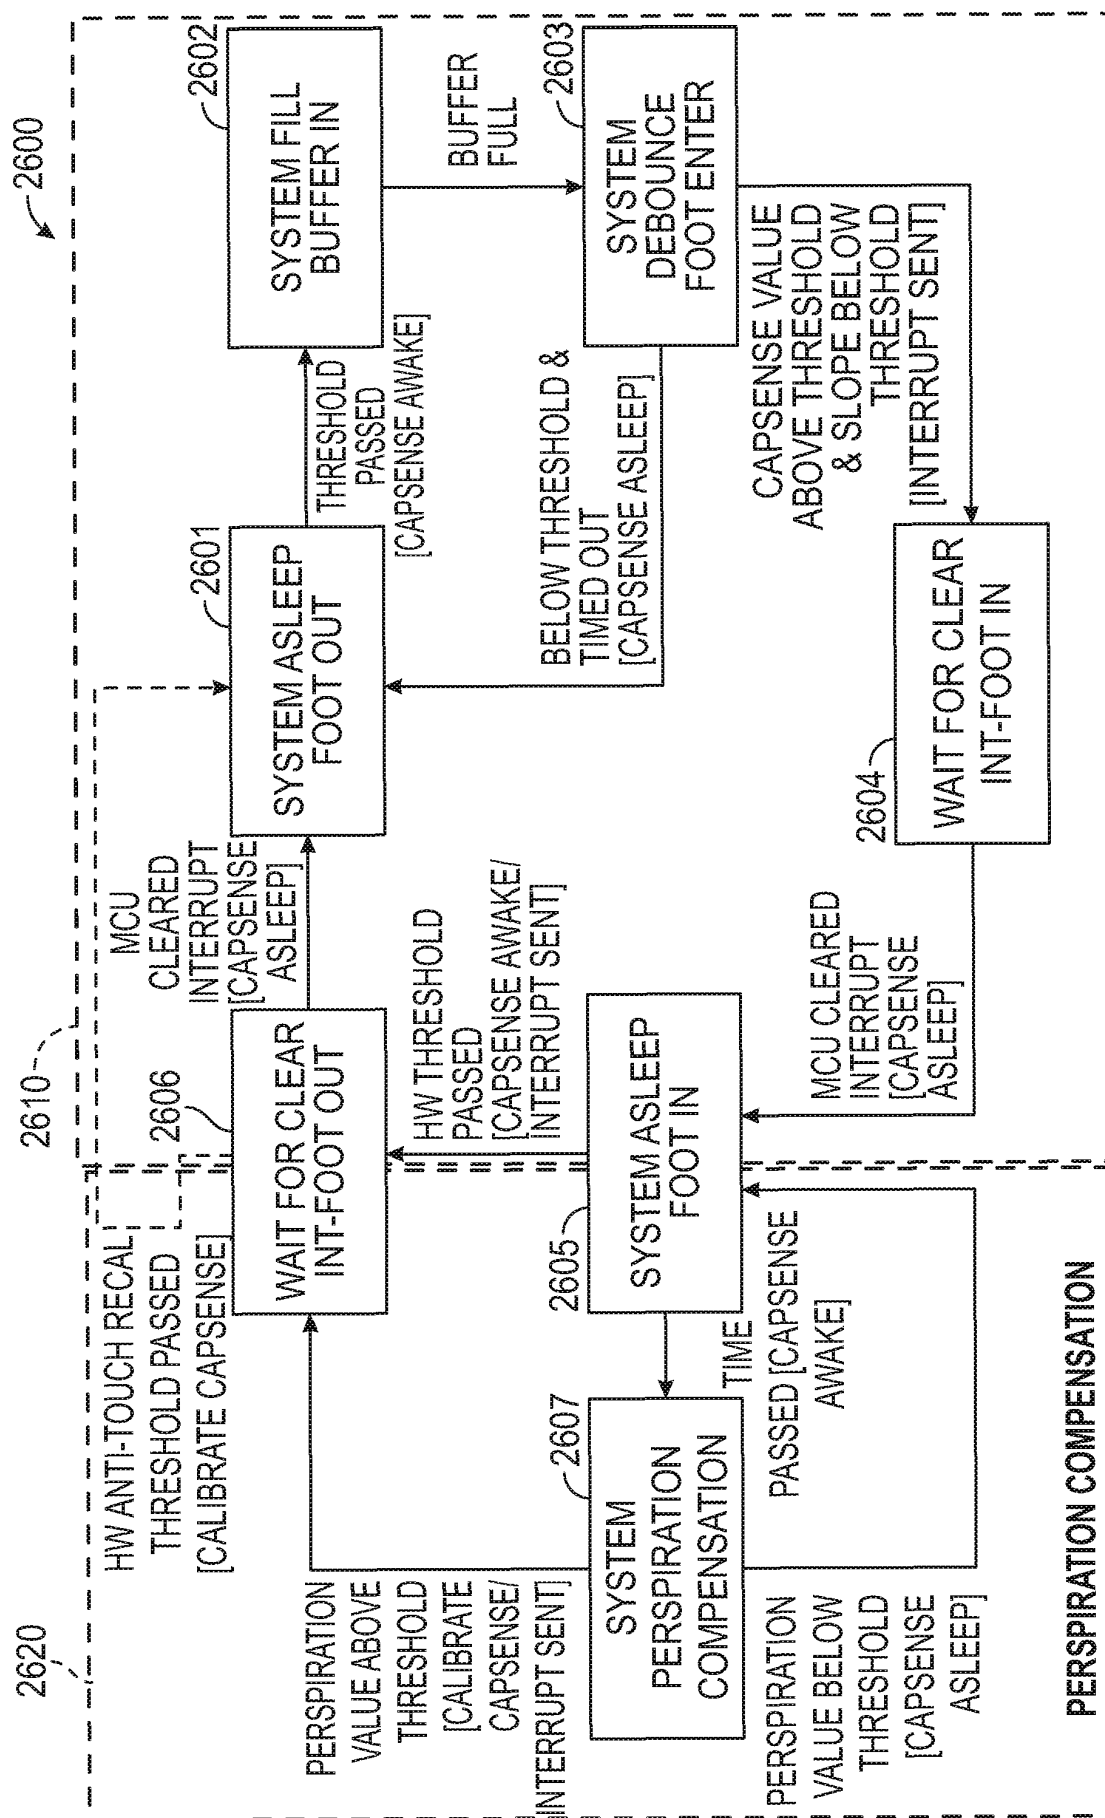 2600
2620
2610
HW ANTI-TOUCH RECAL
THRESHOLD PASSED
[CALIBRATE CAPSENSE]
2606
WAIT FOR CLEAR
INT-FOOT OUT
MCU
CLEARED
INTERRUPT
[CAPSENSE
ASLEEP]
2601
SYSTEM ASLEEP
FOOT OUT
THRESHOLD
PASSED
[CAPSENSE AWAKE]
2602
SYSTEM FILL
BUFFER IN
BUFFER
FULL
PERSPIRATION
VALUE ABOVE
THRESHOLD
[CALIBRATE
CAPSENSE/
INTERRUPT SENT]
HW THRESHOLD
PASSED
[CAPSENSE AWAKE/
INTERRUPT SENT]
BELOW THRESHOLD &
TIMED OUT
[CAPSENSE ASLEEP]
2607
SYSTEM
PERSPIRATION
COMPENSATION
2605
SYSTEM ASLEEP
FOOT IN
2603
SYSTEM
DEBOUNCE
FOOT ENTER
TIME
PASSED [CAPSENSE
AWAKE]
PERSPIRATION
VALUE BELOW
THRESHOLD
[CAPSENSE
ASLEEP]
MCU CLEARED
INTERRUPT
[CAPSENSE
ASLEEP]
2604
WAIT FOR CLEAR
INT-FOOT IN
CAPSENSE VALUE
ABOVE THRESHOLD
& SLOPE BELOW
THRESHOLD
[INTERRUPT SENT]
PERSPIRATION COMPENSATION